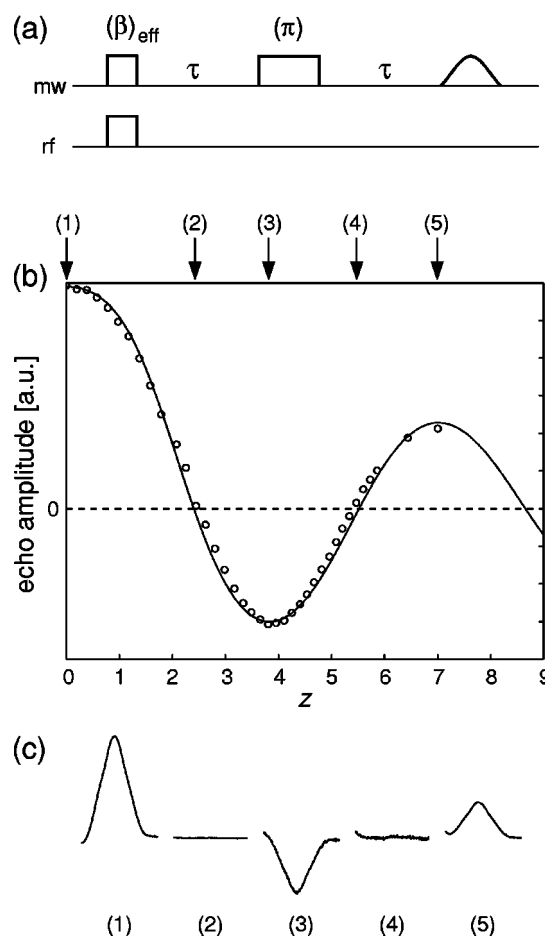 (a)
(β)eff (π)
τ τ
mw
rf
(1) (2) (3) (4) (5)
(b)
echo amplitude [a.u.]
0
0 1 2 3 4 5 6 7 8 9
z
(c)
(1) (2) (3) (4) (5)